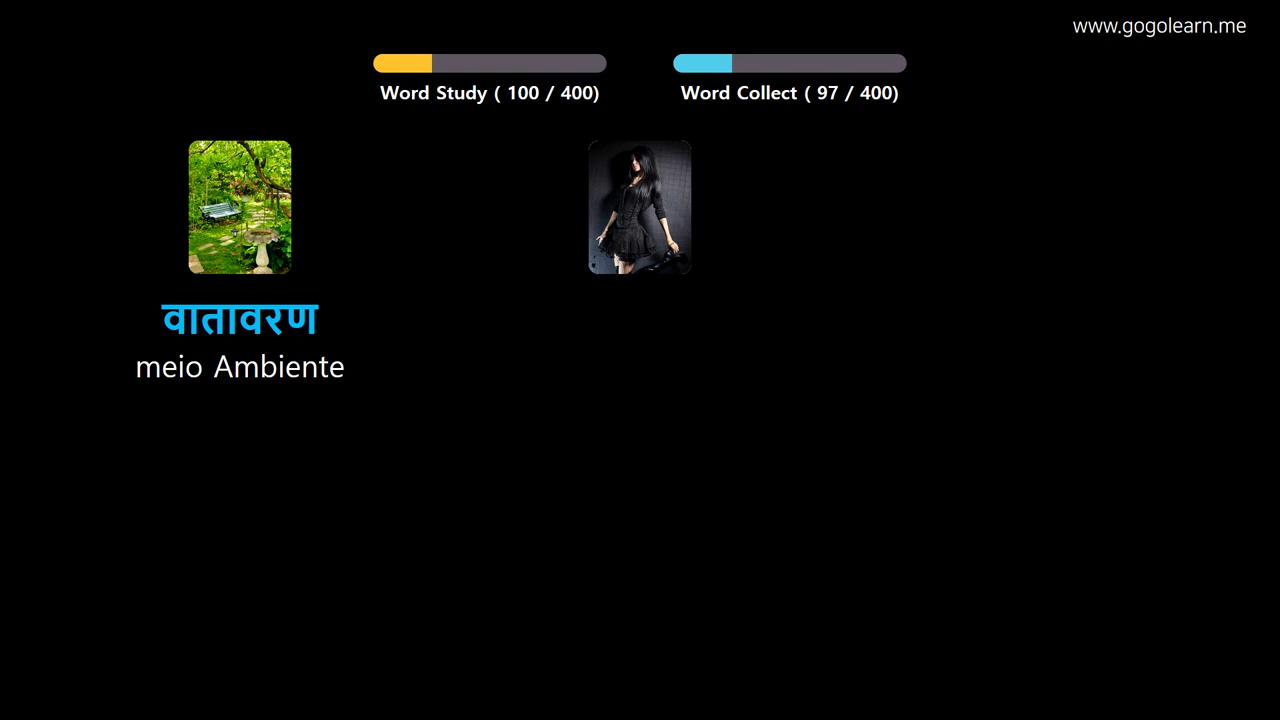 www.gogolearn.me
Word Study ( 100 / 400)
Word Collect ( 97 / 400)
वातावरण
meio Ambiente